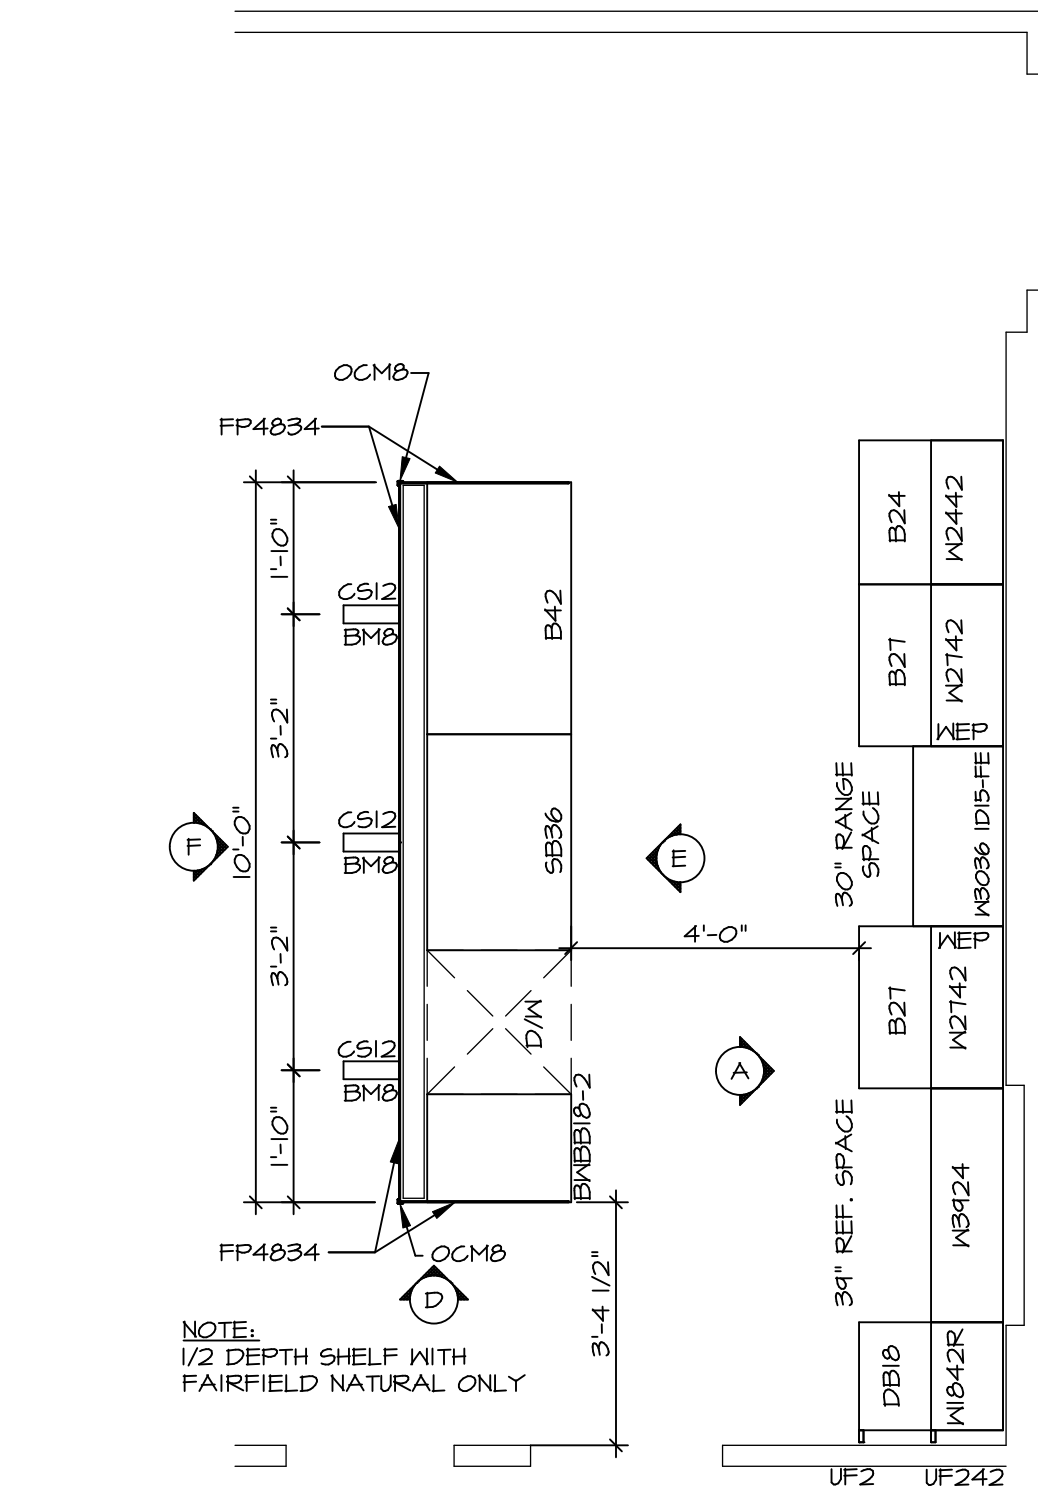 OCM8
FP4834
1'-10"
CS12
BM8
B42
B24
W2442
B27
W2742
WEP
3'-2"
10'-0"
F
CS12
BM8
SB36
E
30" RANGE
SPACE
W3036 1D15-FE
4'-0"
WEP
3'-2"
D/W
B27
W2742
CS12
BM8
A
1'-10"
BWBB18-2
39" REF. SPACE
W3924
FP4834
OCM8
D
3'-4 1/2"
NOTE:
1/2 DEPTH SHELF WITH
FAIRFIELD NATURAL ONLY
DB18
W1842R
UF2
UF242